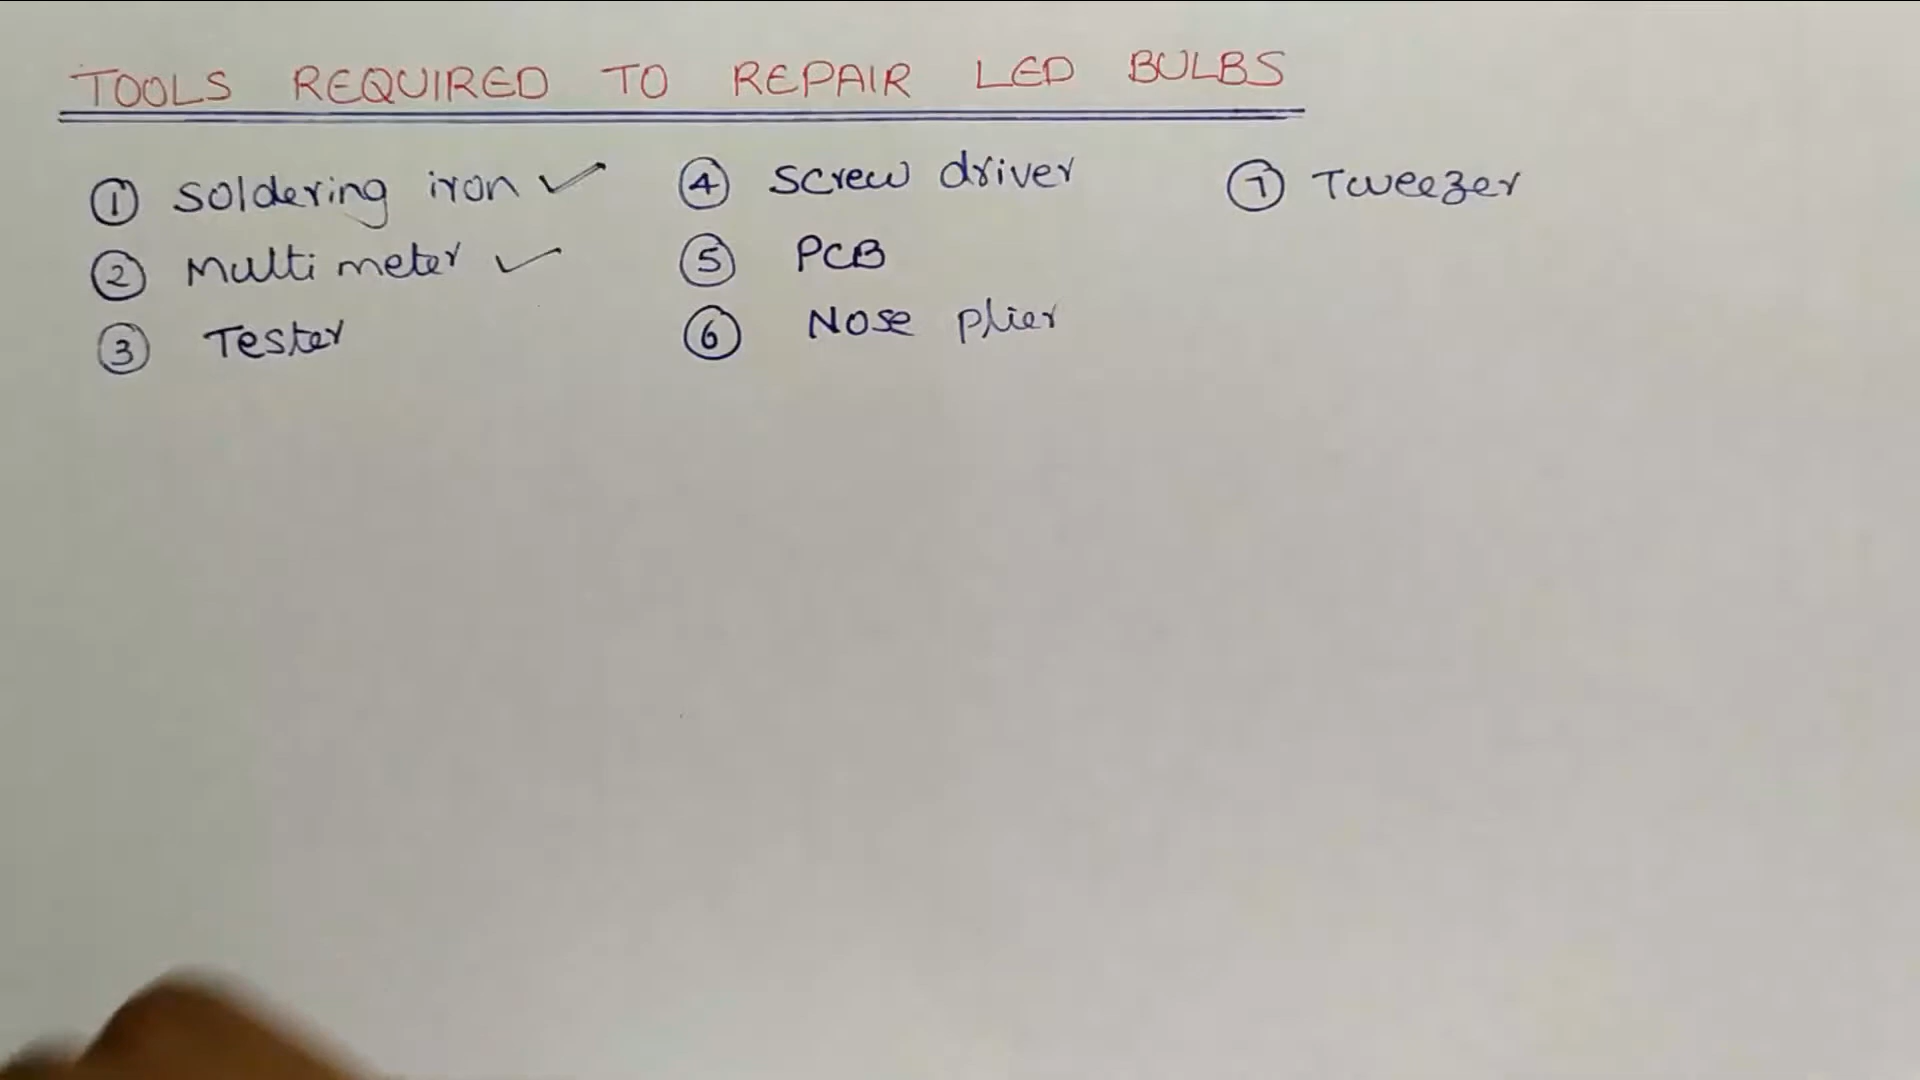 TOOLS REQUIRED TO REPAIR LED BULBS
① Soldering iron ✓
② Multi meter ✓
③ Tester
④ Screw driver
⑤ PCB
⑥ Nose plier
⑦ Tweezer